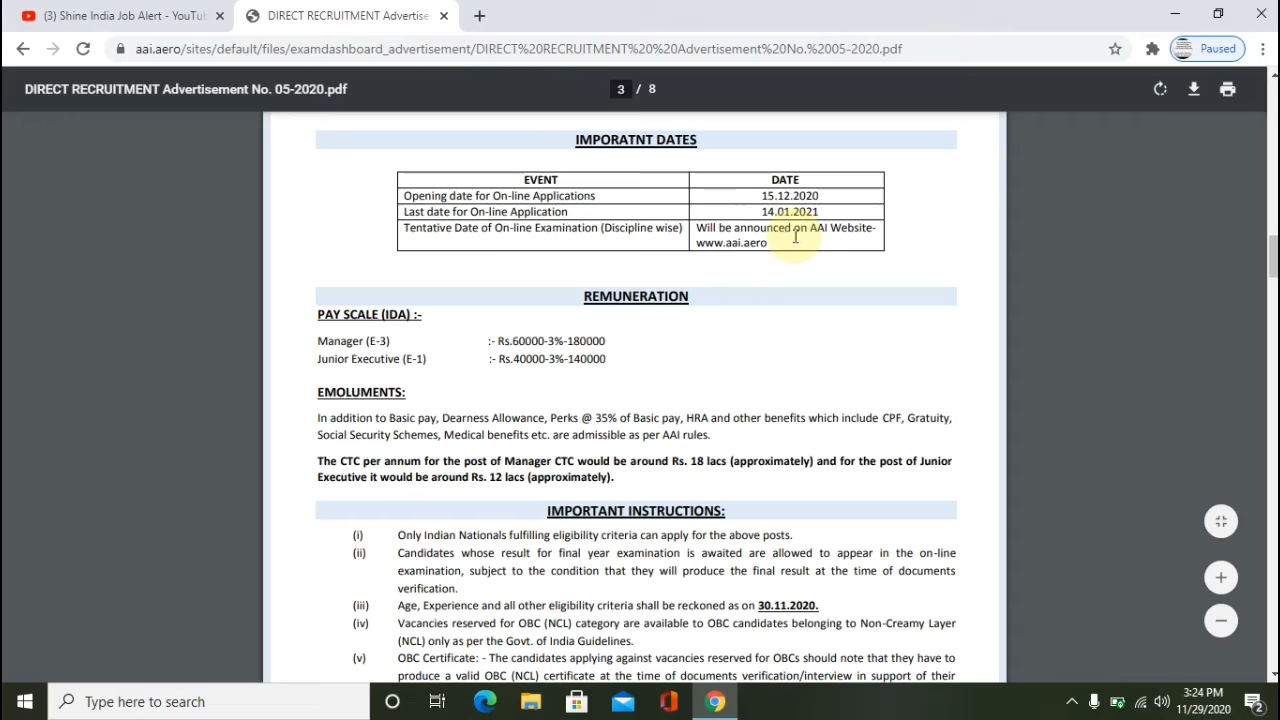 (3) Shine India Job Alert - YouTu
DIRECT RECRUITMENT Advertise
aai.aero/sites/default/files/examdashboard_advertisement/DIRECT%20RECRUITMENT%20%20Advertisement%20No.%2005-2020.pdf
Paused
DIRECT RECRUITMENT Advertisement No. 05-2020.pdf
3 / 8
IMPORATNT DATES
EVENT DATE
Opening date for On-line Applications 15.12.2020
Last date for On-line Application 14.01.2021
Tentative Date of On-line Examination (Discipline wise) Will be announced on AAI Website-
www.aai.aero
REMUNERATION
PAY SCALE (IDA) :-
Manager (E-3) :- Rs.60000-3%-180000
Junior Executive (E-1) :- Rs.40000-3%-140000
EMOLUMENTS:
In addition to Basic pay, Dearness Allowance, Perks @ 35% of Basic pay, HRA and other benefits which include CPF, Gratuity,
Social Security Schemes, Medical benefits etc. are admissible as per AAI rules.
The CTC per annum for the post of Manager CTC would be around Rs. 18 lacs (approximately) and for the post of Junior
Executive it would be around Rs. 12 lacs (approximately).
IMPORTANT INSTRUCTIONS:
(i) Only Indian Nationals fulfilling eligibility criteria can apply for the above posts.
(ii) Candidates whose result for final year examination is awaited are allowed to appear in the on-line
examination, subject to the condition that they will produce the final result at the time of documents
verification.
(iii) Age, Experience and all other eligibility criteria shall be reckoned as on 30.11.2020.
(iv) Vacancies reserved for OBC (NCL) category are available to OBC candidates belonging to Non-Creamy Layer
(NCL) only as per the Govt. of India Guidelines.
(v) OBC Certificate: - The candidates applying against vacancies reserved for OBCs should note that they have to
produce a valid OBC (NCL) certificate at the time of documents verification/interview in support of their
Type here to search
3:24 PM
11/29/2020
2